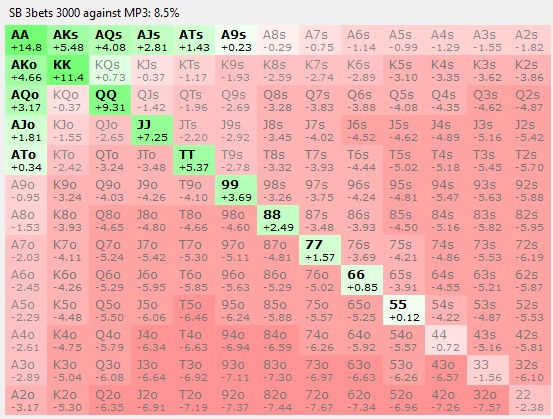 SB 3bets 3000 against MP3: 8.5%
AA AKs AQs AJs ATs A9s A8s A7s A6s A5s A4s A3s A2s
+14.8 +5.48 +4.08 +2.81 +1.43 +0.23 -0.29 -0.75 -1.14 -0.99 -1.29 -1.55 -1.82
AKo KK KQs KJs KTs K9s K8s K7s K6s K5s K4s K3s K2s
+4.66 +11.4 +0.73 -0.37 -1.17 -1.93 -2.59 -2.74 -2.89 -3.10 -3.35 -3.62 -3.86
AQo KQo QQ QJs QTs Q9s Q8s Q7s Q6s Q5s Q4s Q3s Q2s
+3.17 -0.37 +9.31 -1.42 -1.96 -2.69 -3.28 -3.83 -3.88 -4.08 -4.35 -4.62 -4.87
AJo KJo QJo JJ JTs J9s J8s J7s J6s J5s J4s J3s J2s
+1.81 -1.55 -2.65 +7.25 -2.20 -2.92 -3.45 -4.02 -4.52 -4.62 -4.89 -5.16 -5.42
ATo KTo QTo JTo TT T9s T8s T7s T6s T5s T4s T3s T2s
+0.34 -2.42 -3.24 -3.48 +5.37 -2.78 -3.32 -3.93 -4.44 -5.02 -5.18 -5.45 -5.70
A9o K9o Q9o J9o T9o 99 98s 97s 96s 95s 94s 93s 92s
-0.95 -3.24 -4.03 -4.26 -4.10 +3.69 -3.26 -3.75 -4.24 -4.81 -5.47 -5.63 -5.88
A8o K8o Q8o J8o T8o 98o 88 87s 86s 85s 84s 83s 82s
-1.53 -3.93 -4.65 -4.80 -4.66 -4.60 +2.49 -3.48 -3.93 -4.50 -5.16 -5.82 -5.95
A7o K7o Q7o J7o T7o 97o 87o 77 76s 75s 74s 73s 72s
-2.03 -4.11 -5.24 -5.42 -5.30 -5.11 -4.81 +1.57 -3.69 -4.21 -4.86 -5.53 -6.19
A6o K6o Q6o J6o T6o 96o 86o 76o 66 65s 64s 63s 62s
-2.45 -4.26 -5.29 -5.95 -5.85 -5.63 -5.29 -5.02 +0.85 -3.91 -4.55 -5.21 -5.87
A5o K5o Q5o J5o T5o 95o 85o 75o 65o 55 54s 53s 52s
-2.29 -4.48 -5.50 -6.06 -6.46 -6.24 -5.88 -5.57 -5.25 +0.12 -4.22 -4.87 -5.53
A4o K4o Q4o J4o T4o 94o 84o 74o 64o 54o 44 43s 42s
-2.61 -4.75 -5.79 -6.34 -6.63 -6.94 -6.59 -6.26 -5.92 -5.57 -0.72 -5.16 -5.81
A3o K3o Q3o J3o T3o 93o 83o 73o 63o 53o 43o 33 32s
-2.89 -5.04 -6.08 -6.64 -6.92 -7.11 -7.30 -6.97 -6.63 -6.26 -6.57 -1.56 -6.10
A2o K2o Q2o J2o T2o 92o 82o 72o 62o 52o 42o 32o 22
-3.17 -5.30 -6.35 -6.91 -7.19 -7.37 -7.44 -7.67 -7.34 -6.96 -7.26 -7.57 -2.38